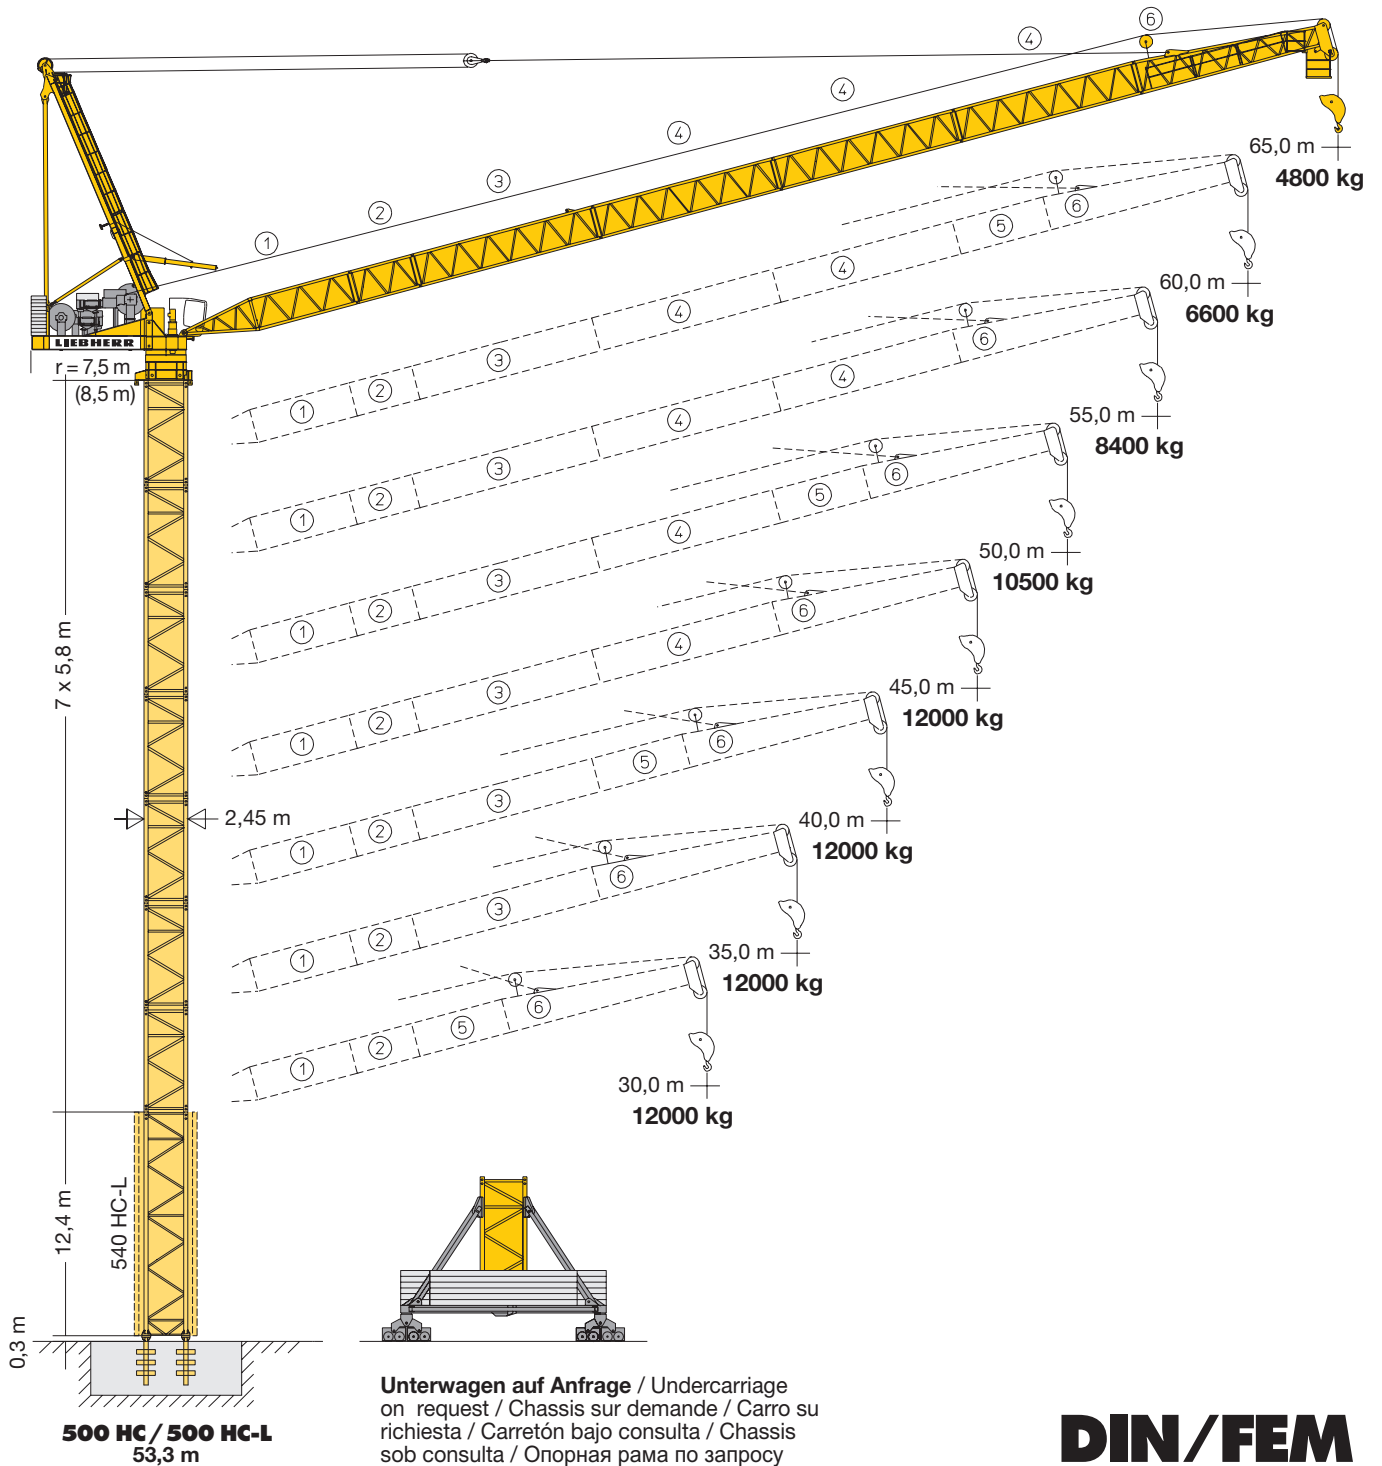 ⑥
④
④
④
③
②
①
65,0 m
4800 kg
⑥
⑤
④
④
③
②
①
60,0 m
6600 kg
LIEBHERR
r = 7,5 m
(8,5 m)
⑥
④
④
③
②
①
55,0 m
8400 kg
⑥
⑤
④
③
②
①
50,0 m
10500 kg
⑥
④
③
②
①
45,0 m
12000 kg
7 x 5,8 m
2,45 m
⑥
⑤
③
②
①
40,0 m
12000 kg
⑥
③
②
①
35,0 m
12000 kg
⑥
⑤
②
①
30,0 m
12000 kg
12,4 m
540 HC-L
0,3 m
500 HC / 500 HC-L
53,3 m
Unterwagen auf Anfrage / Undercarriage
on request / Chassis sur demande / Carro su
richiesta / Carretón bajo consulta / Chassis
sob consulta / Опорная рама по запросу
DIN/FEM